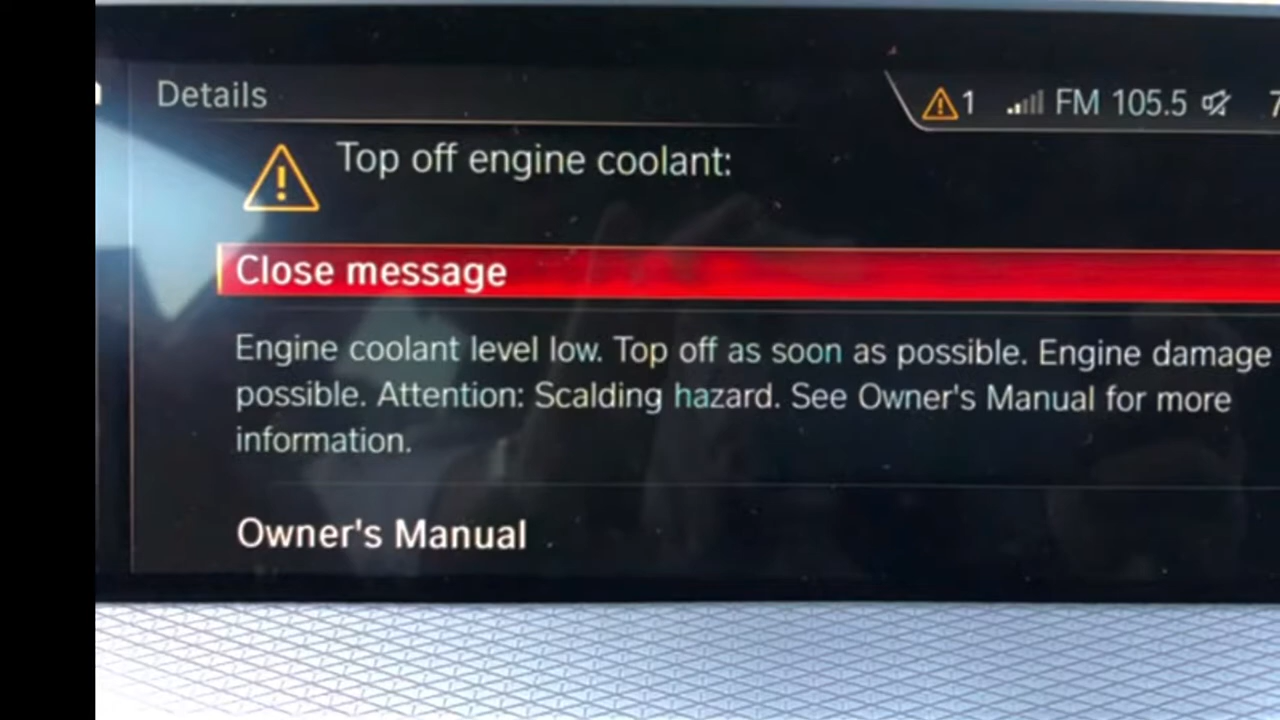 Details
1 FM 105.5 7
Top off engine coolant:
Close message
Engine coolant level low. Top off as soon as possible. Engine damage
possible. Attention: Scalding hazard. See Owner's Manual for more
information.
Owner's Manual